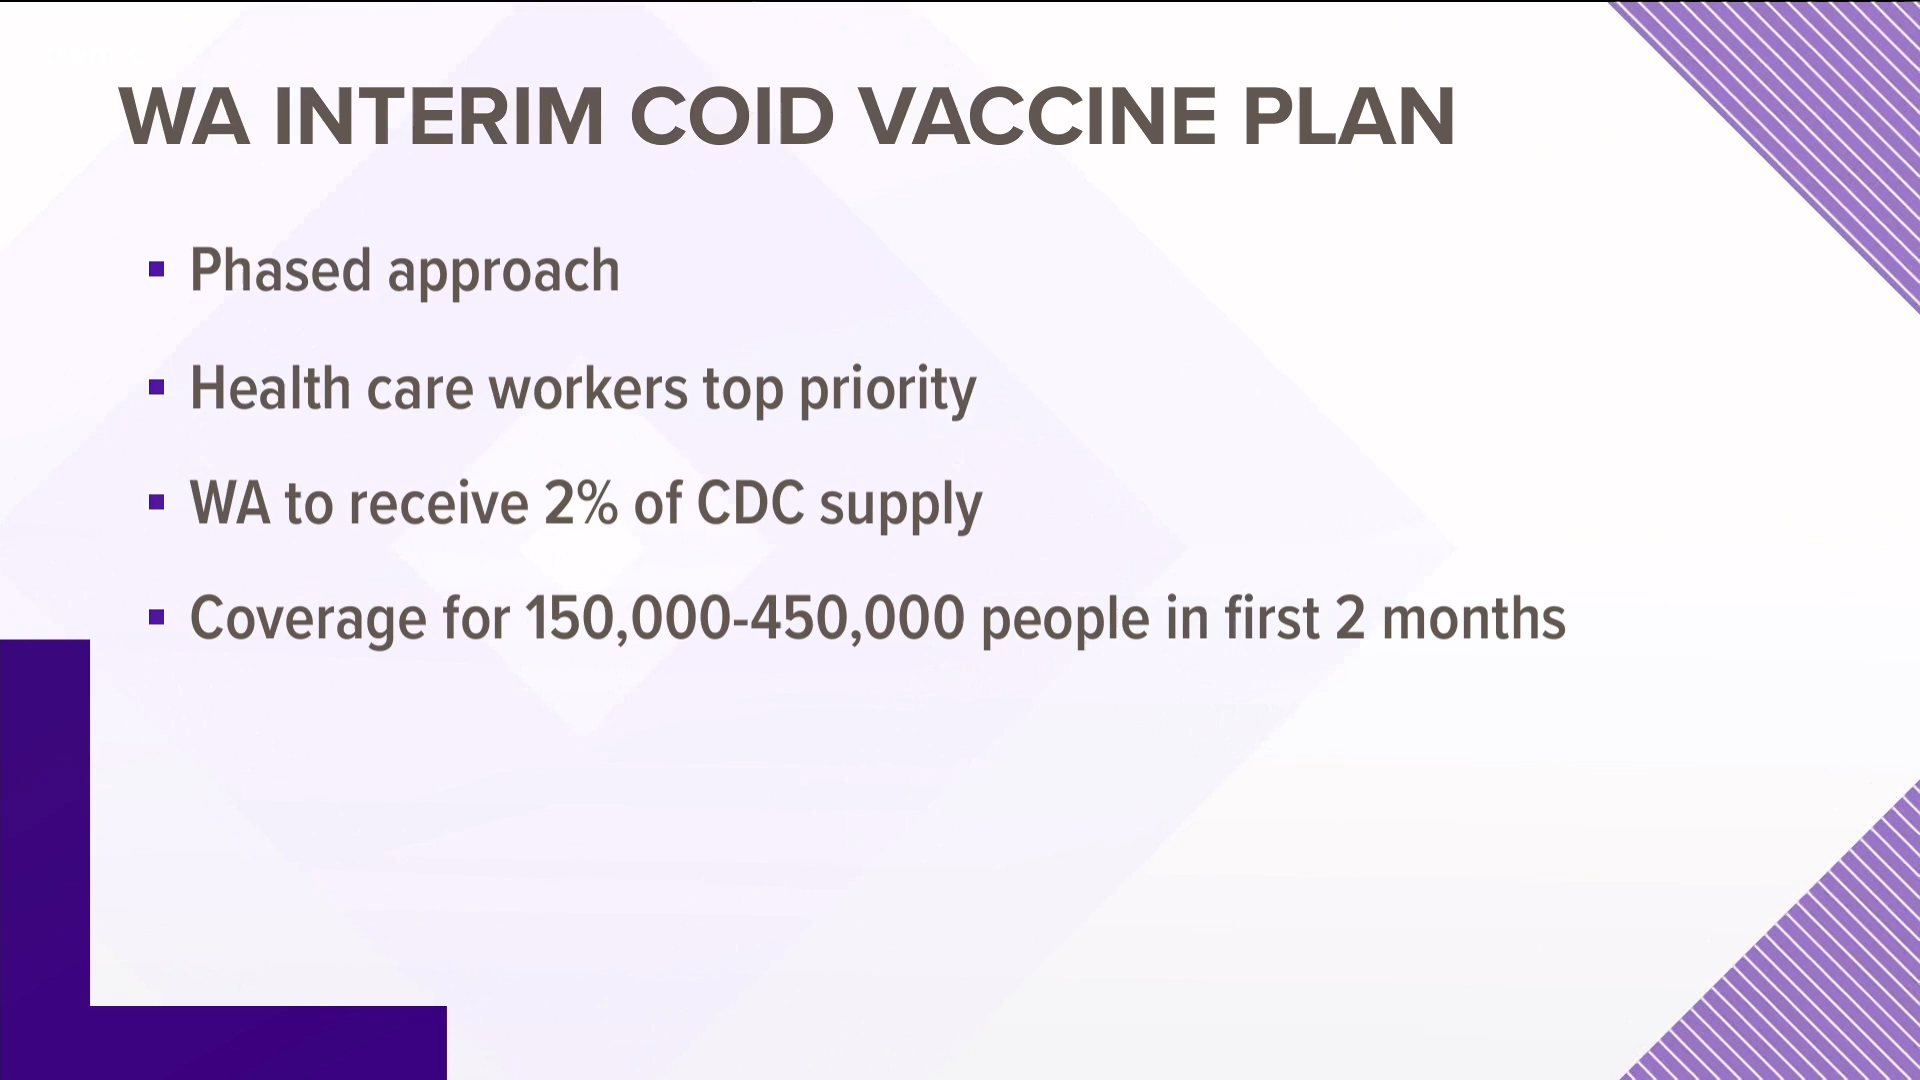 WA INTERIM COID VACCINE PLAN
▪ Phased approach
▪ Health care workers top priority
▪ WA to receive 2% of CDC supply
▪ Coverage for 150,000-450,000 people in first 2 months